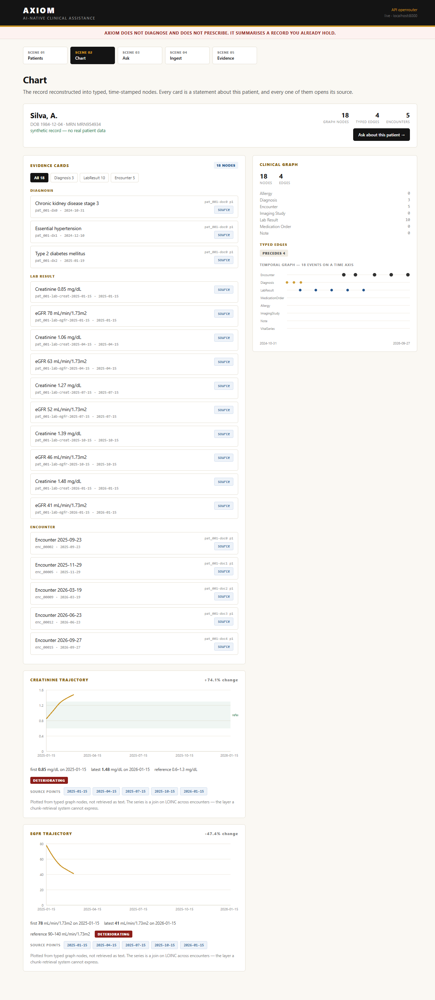 AXIOM
AI-NATIVE CLINICAL ASSISTANCE
API openrouter
live · localhost:8000
AXIOM DOES NOT DIAGNOSE AND DOES NOT PRESCRIBE. IT SUMMARISES A RECORD YOU ALREADY HOLD.
SCENE 01
Patients
SCENE 02
Chart
SCENE 03
Ask
SCENE 04
Ingest
SCENE 05
Evidence
Chart
The record reconstructed into typed, time-stamped nodes. Every card is a statement about this patient, and every one of them opens its source.
Silva, A.
DOB 1984-12-04 · MRN MRN954934
synthetic record — no real patient data
18
GRAPH NODES
4
TYPED EDGES
5
ENCOUNTERS
Ask about this patient →
EVIDENCE CARDS
18 NODES
All 18
Diagnosis 3
LabResult 10
Encounter 5
DIAGNOSIS
Chronic kidney disease stage 3
pat_001-dx0 · 2024-10-31
pat_001-doc0 p1
source
Essential hypertension
pat_001-dx1 · 2024-12-10
pat_001-doc0 p1
source
Type 2 diabetes mellitus
pat_001-dx2 · 2025-01-19
pat_001-doc0 p1
source
LAB RESULT
Creatinine 0.85 mg/dL
pat_001-lab-creat-2025-01-15 · 2025-01-15
source
eGFR 78 mL/min/1.73m2
pat_001-lab-egfr-2025-01-15 · 2025-01-15
source
Creatinine 1.06 mg/dL
pat_001-lab-creat-2025-04-15 · 2025-04-15
source
eGFR 63 mL/min/1.73m2
pat_001-lab-egfr-2025-04-15 · 2025-04-15
source
Creatinine 1.27 mg/dL
pat_001-lab-creat-2025-07-15 · 2025-07-15
source
eGFR 52 mL/min/1.73m2
pat_001-lab-egfr-2025-07-15 · 2025-07-15
source
Creatinine 1.39 mg/dL
pat_001-lab-creat-2025-10-15 · 2025-10-15
source
eGFR 46 mL/min/1.73m2
pat_001-lab-egfr-2025-10-15 · 2025-10-15
source
Creatinine 1.48 mg/dL
pat_001-lab-creat-2026-01-15 · 2026-01-15
source
eGFR 41 mL/min/1.73m2
pat_001-lab-egfr-2026-01-15 · 2026-01-15
source
ENCOUNTER
Encounter 2025-09-23
enc_00002 · 2025-09-23
pat_001-doc0 p1
source
Encounter 2025-11-29
enc_00005 · 2025-11-29
pat_001-doc1 p1
source
Encounter 2026-03-19
enc_00009 · 2026-03-19
pat_001-doc2 p1
source
Encounter 2026-06-23
enc_00012 · 2026-06-23
pat_001-doc3 p1
source
Encounter 2026-09-27
enc_00015 · 2026-09-27
pat_001-doc4 p1
source
CLINICAL GRAPH
18
NODES
4
EDGES
Allergy 0
Diagnosis 3
Encounter 5
Imaging Study 0
Lab Result 10
Medication Order 0
Note 0
TYPED EDGES
PRECEDES 4
TEMPORAL GRAPH — 18 EVENTS ON A TIME AXIS
Encounter
Diagnosis
LabResult
MedicationOrder
Allergy
ImagingStudy
Note
VitalSeries
2024-10-31
2026-09-27
CREATININE TRAJECTORY
+74.1% change
1.6
1.2
0.8
0.4
0
refer
2025-01-15
2025-04-15
2025-07-15
2025-10-15
2026-01-15
first 0.85 mg/dL on 2025-01-15 latest 1.48 mg/dL on 2026-01-15 reference 0.6–1.3 mg/dL
DETERIORATING
SOURCE POINTS 2025-01-15 2025-04-15 2025-07-15 2025-10-15 2026-01-15
Plotted from typed graph nodes, not retrieved as text. The series is a join on LOINC across encounters — the layer a
chunk-retrieval system cannot express.
EGFR TRAJECTORY
-47.4% change
80
60
40
20
0
2025-01-15
2025-04-15
2025-07-15
2025-10-15
2026-01-15
first 78 mL/min/1.73m2 on 2025-01-15 latest 41 mL/min/1.73m2 on 2026-01-15
reference 90–140 mL/min/1.73m2 DETERIORATING
SOURCE POINTS 2025-01-15 2025-04-15 2025-07-15 2025-10-15 2026-01-15
Plotted from typed graph nodes, not retrieved as text. The series is a join on LOINC across encounters — the layer a
chunk-retrieval system cannot express.